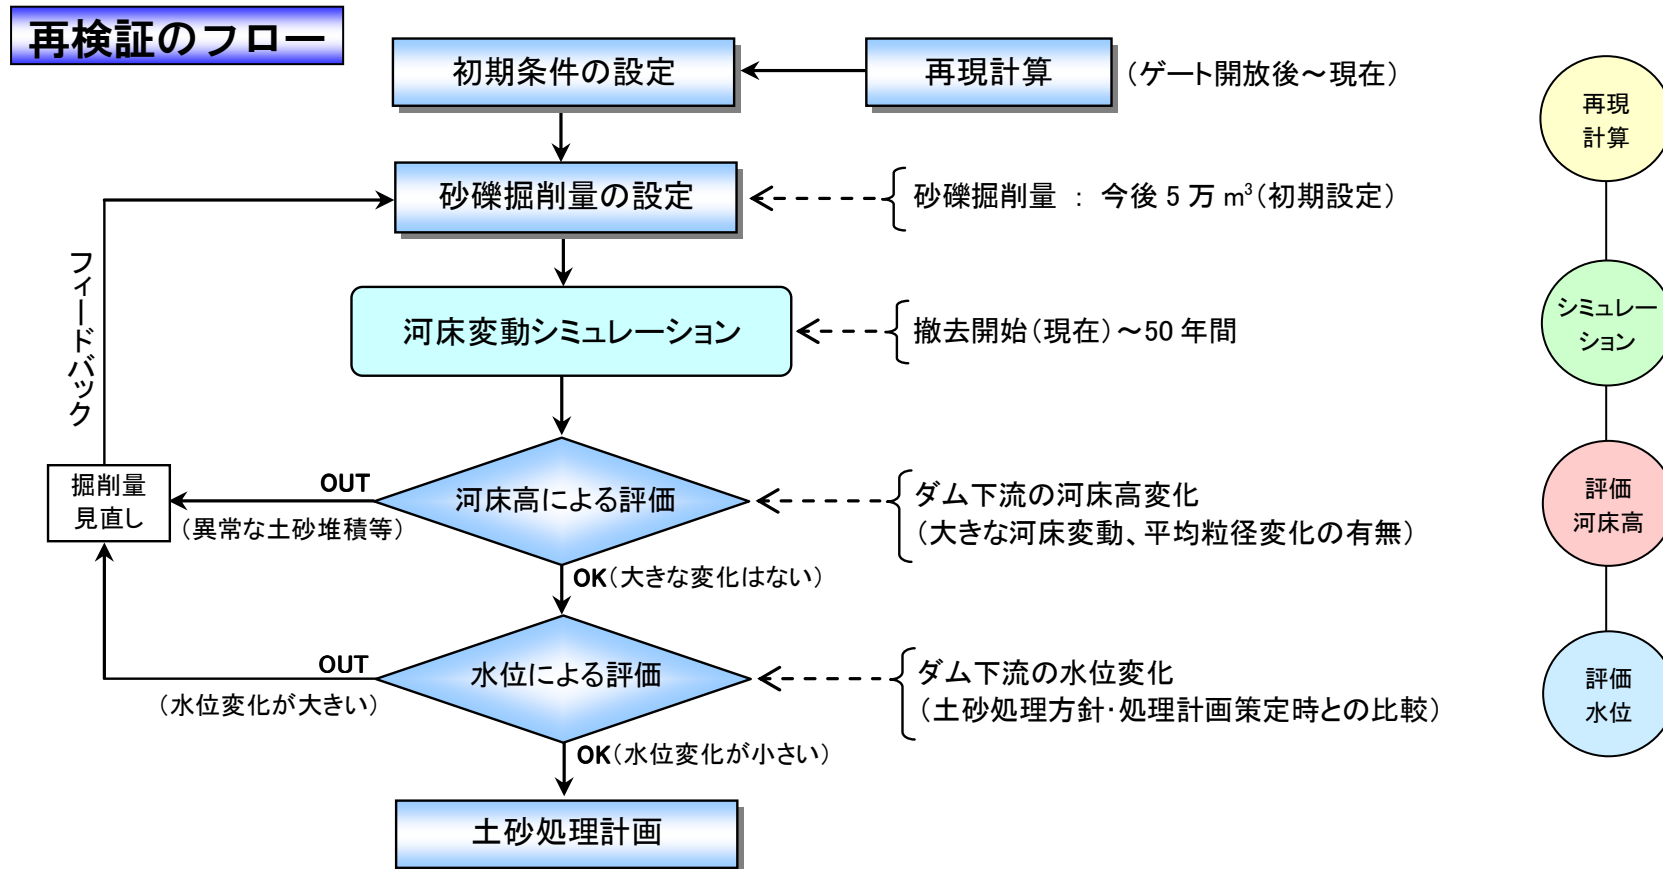 再検証のフロー
初期条件の設定
再現計算
（ゲート開放後～現在）
砂礫掘削量の設定
砂礫掘削量 ： 今後 5 万 m³（初期設定）
フィードバック
河床変動シミュレーション
撤去開始（現在）～50 年間
掘削量
見直し
OUT
（異常な土砂堆積等）
河床高による評価
ダム下流の河床高変化
（大きな河床変動、平均粒径変化の有無）
OK（大きな変化はない）
OUT
（水位変化が大きい）
水位による評価
ダム下流の水位変化
（土砂処理方針・処理計画策定時との比較）
OK（水位変化が小さい）
土砂処理計画
再現
計算
シミュレー
ション
評価
河床高
評価
水位